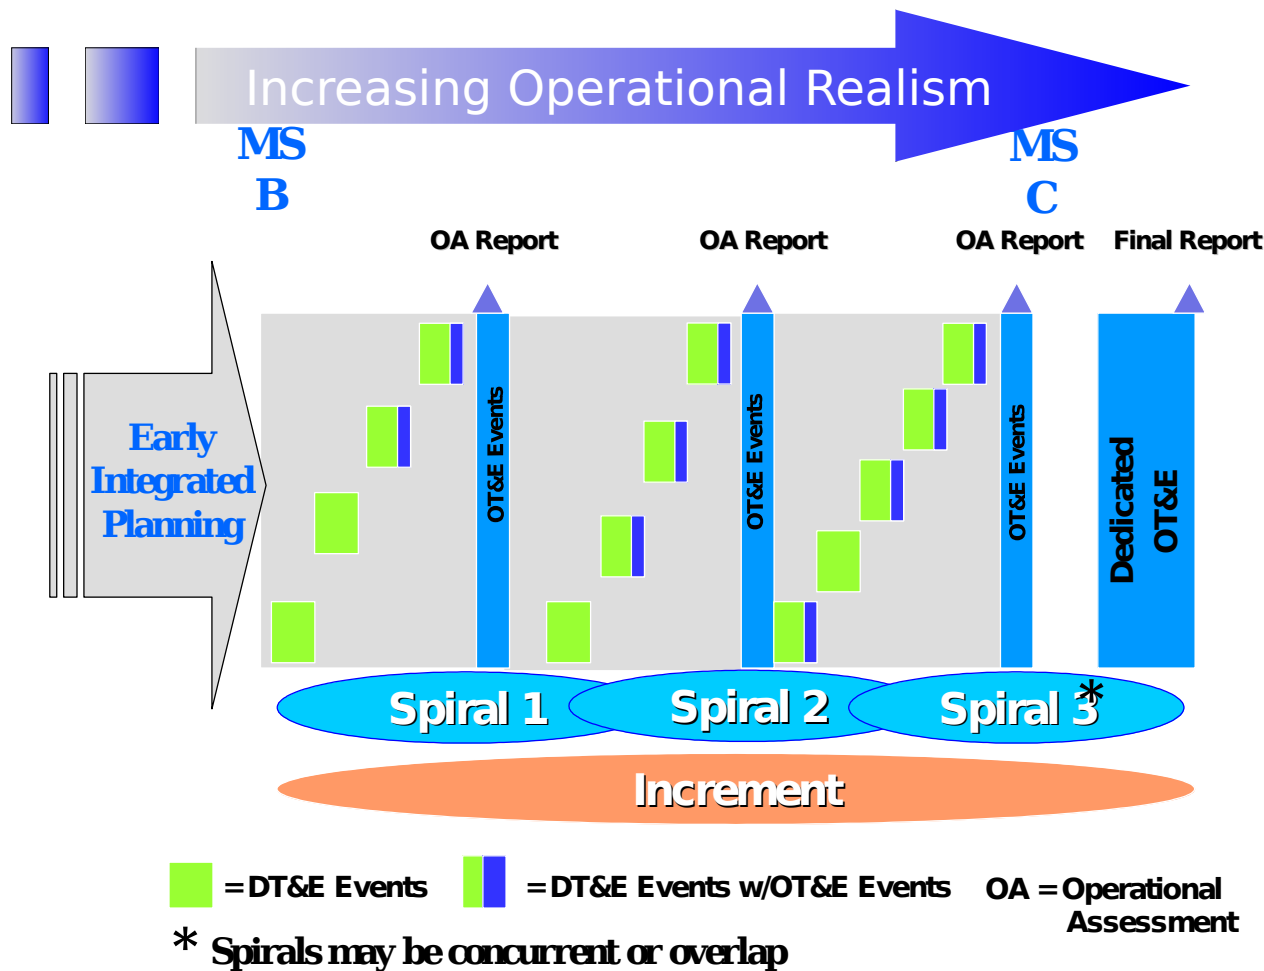 Increasing Operational Realism
MS
B
MS
C
OA Report
OA Report
OA Report
Final Report
Early
Integrated
Planning
OT&E Events
OT&E Events
OT&E Events
Dedicated
OT&E
Spiral 1
Spiral 2
Spiral 3*
Increment
= DT&E Events
= DT&E Events w/OT&E Events
OA = Operational
Assessment
* Spirals may be concurrent or overlap